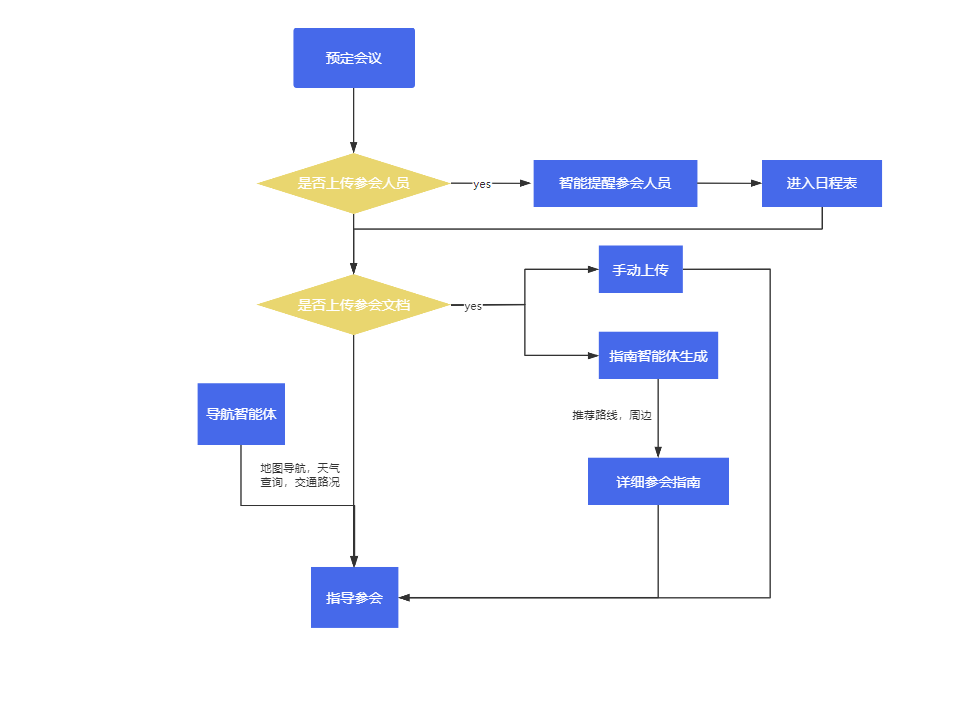 预定会议
是否上传参会人员
yes
智能提醒参会人员
进入日程表
手动上传
是否上传参会文档
yes
指南智能体生成
导航智能体
推荐路线，周边
地图导航，天气
查询，交通路况
详细参会指南
指导参会